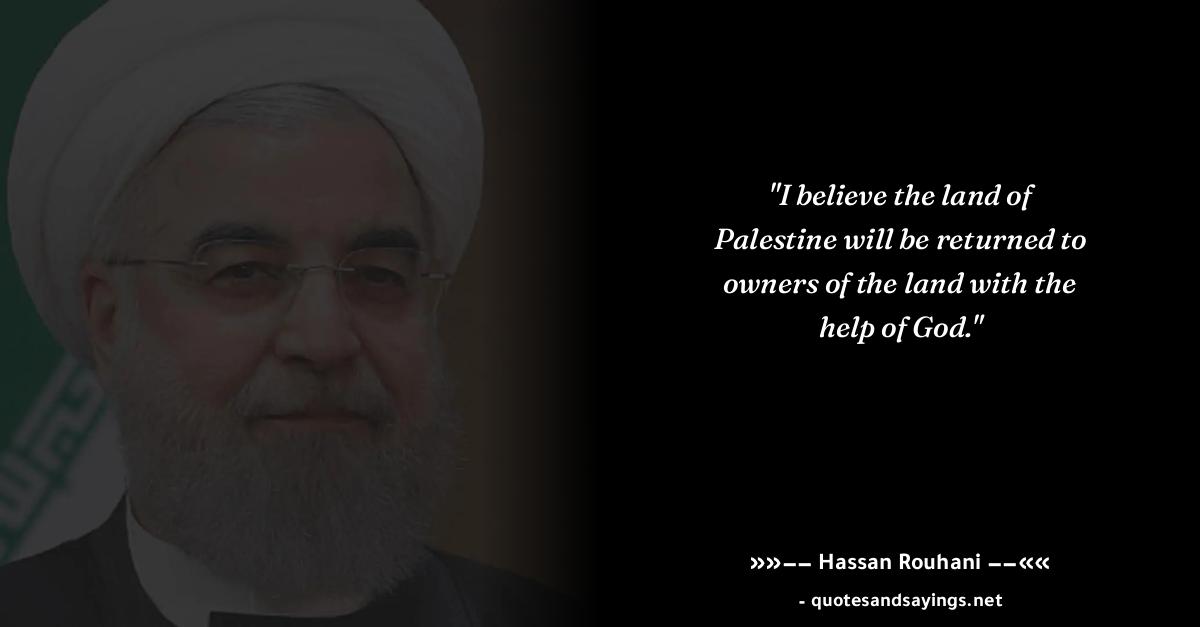 "I believe the land of
Palestine will be returned to
owners of the land with the
help of God."
»»−− Hassan Rouhani −−««
- quotesandsayings.net